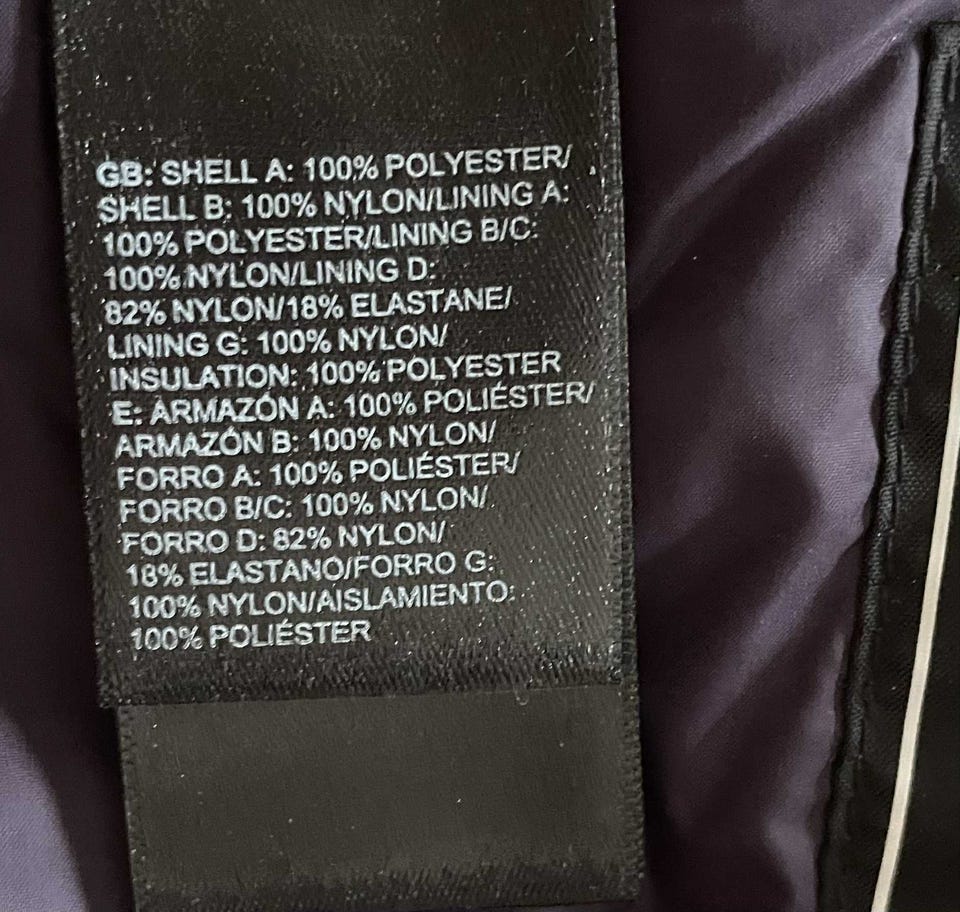 GB: SHELL A: 100% POLYESTER/
SHELL B: 100% NYLON/LINING A:
100% POLYESTER/LINING B/C:
100% NYLON/LINING D:
82% NYLON/18% ELASTANE/
LINING G: 100% NYLON/
INSULATION: 100% POLYESTER
E: ARMAZÓN A: 100% POLIÉSTER/
ARMAZÓN B: 100% NYLON/
FORRO A: 100% POLIÉSTER/
FORRO B/C: 100% NYLON/
FORRO D: 82% NYLON/
18% ELASTANO/FORRO G:
100% NYLON/AISLAMIENTO:
100% POLIÉSTER